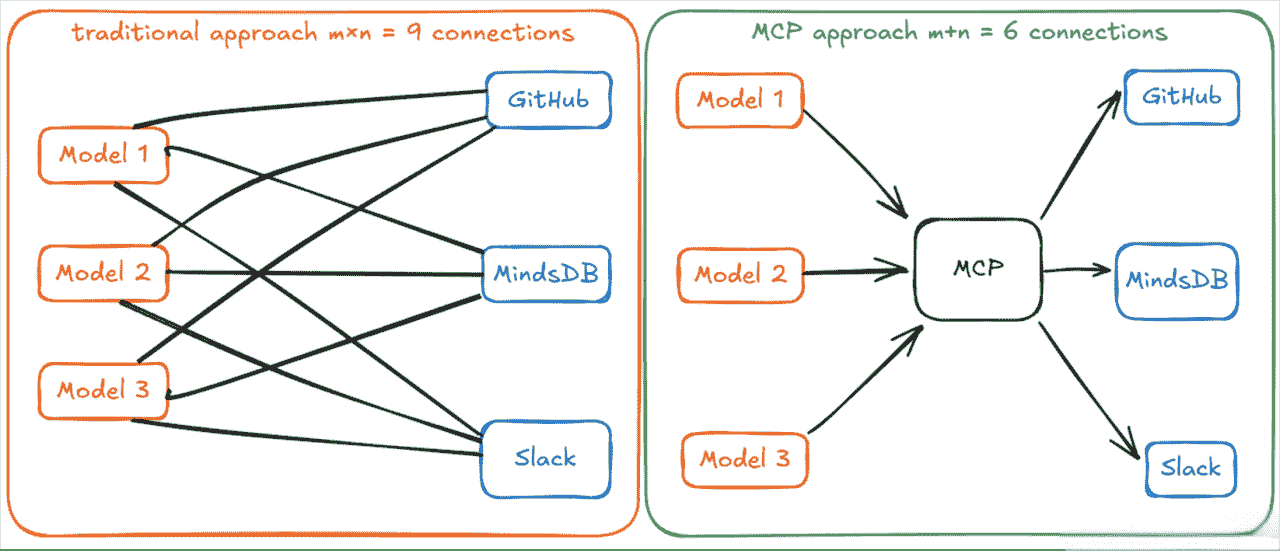 traditional approach m×n = 9 connections
GitHub
Model 1
Model 2
MindsDB
Model 3
Slack
MCP approach m+n = 6 connections
Model 1
GitHub
Model 2
MCP
MindsDB
Model 3
Slack